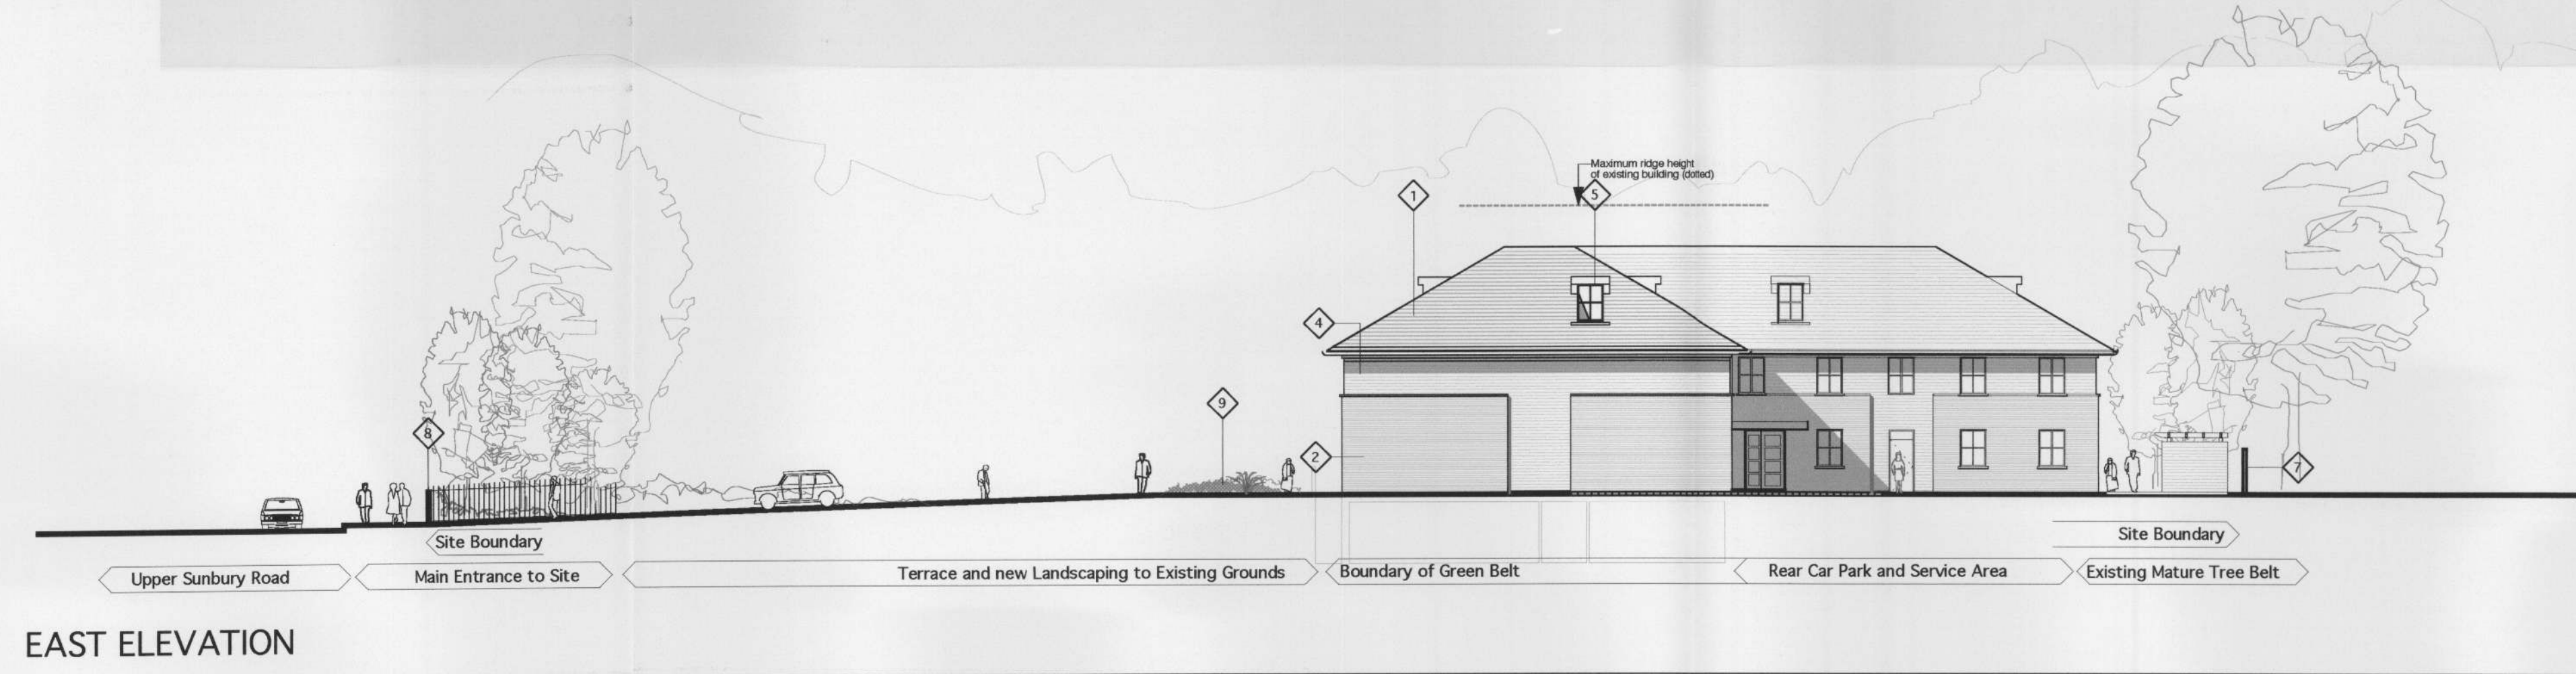 Maximum ridge height
of existing building (dotted)
1
5
4
9
8
2
7
Site Boundary
Site Boundary
Upper Sunbury Road
Main Entrance to Site
Terrace and new Landscaping to Existing Grounds
Boundary of Green Belt
Rear Car Park and Service Area
Existing Mature Tree Belt
EAST ELEVATION